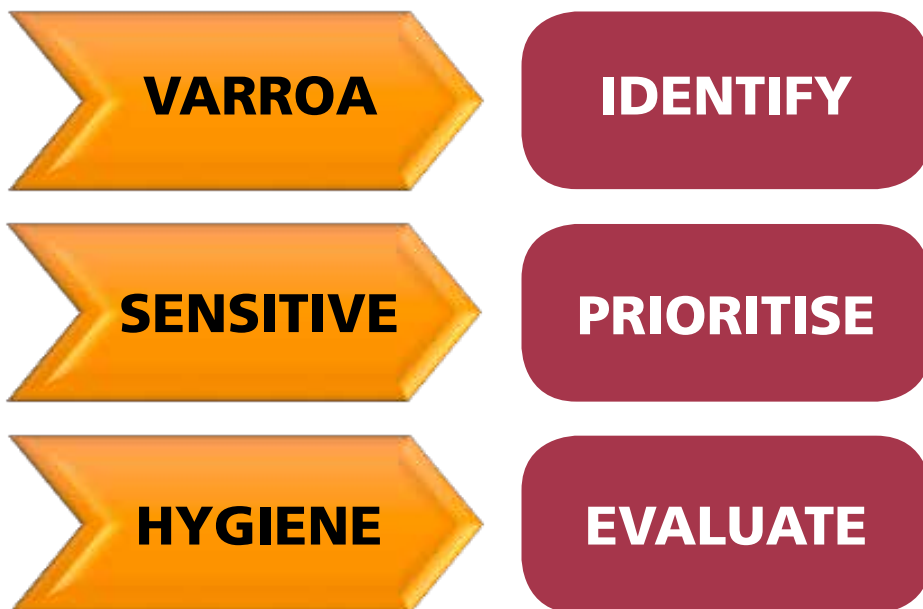 VARROA
IDENTIFY
SENSITIVE
PRIORITISE
HYGIENE
EVALUATE